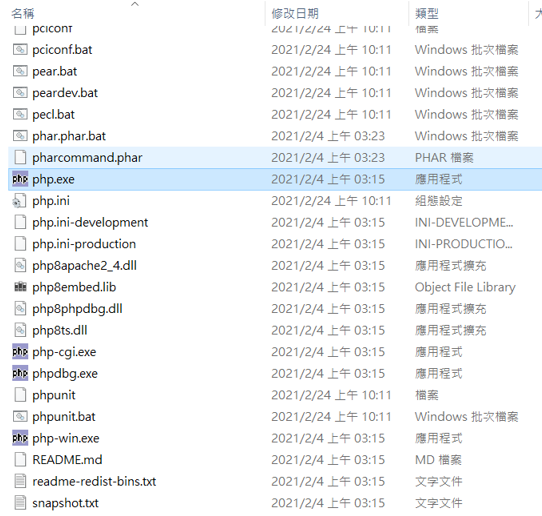 名稱 修改日期 類型 大
pciconf 2021/2/24 上午 10:11 檔案
pciconf.bat 2021/2/24 上午 10:11 Windows 批次檔案
pear.bat 2021/2/24 上午 10:11 Windows 批次檔案
peardev.bat 2021/2/24 上午 10:11 Windows 批次檔案
pecl.bat 2021/2/24 上午 10:11 Windows 批次檔案
phar.phar.bat 2021/2/4 上午 03:23 Windows 批次檔案
pharcommand.phar 2021/2/4 上午 03:23 PHAR 檔案
php php.exe 2021/2/4 上午 03:15 應用程式
php.ini 2021/2/24 上午 10:11 組態設定
php.ini-development 2021/2/4 上午 03:15 INI-DEVELOPME...
php.ini-production 2021/2/4 上午 03:15 INI-PRODUCTIO...
php8apache2_4.dll 2021/2/4 上午 03:15 應用程式擴充
php8embed.lib 2021/2/4 上午 03:15 Object File Library
php8phpdbg.dll 2021/2/4 上午 03:15 應用程式擴充
php8ts.dll 2021/2/4 上午 03:15 應用程式擴充
php php-cgi.exe 2021/2/4 上午 03:15 應用程式
php phpdbg.exe 2021/2/4 上午 03:15 應用程式
phpunit 2021/2/24 上午 10:11 檔案
phpunit.bat 2021/2/24 上午 10:11 Windows 批次檔案
php php-win.exe 2021/2/4 上午 03:15 應用程式
README.md 2021/2/4 上午 03:15 MD 檔案
readme-redist-bins.txt 2021/2/4 上午 03:15 文字文件
snapshot.txt 2021/2/4 上午 03:15 文字文件